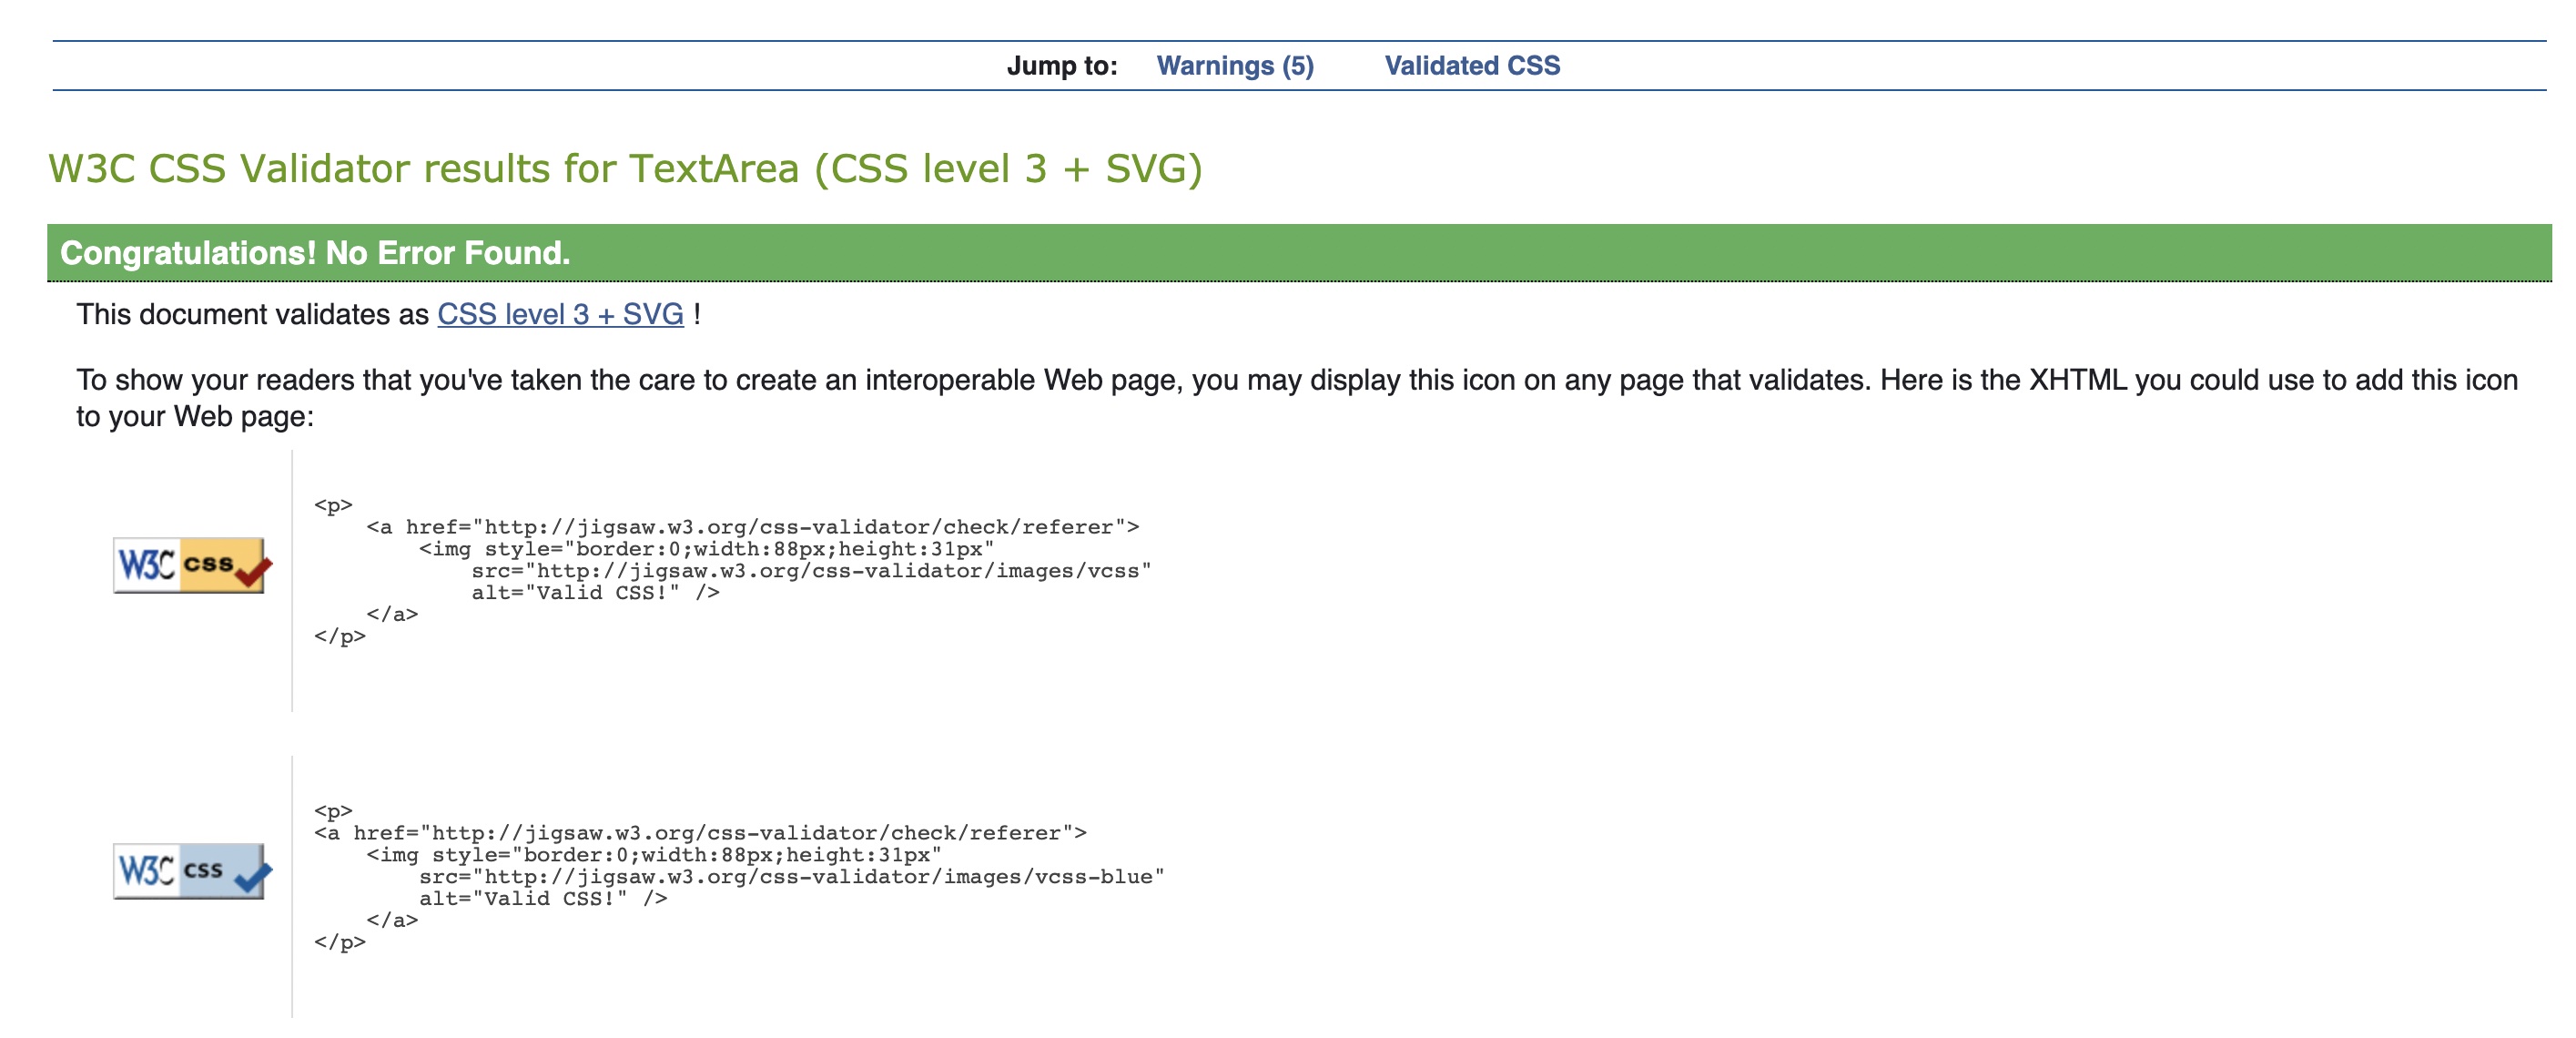 Jump to: Warnings (5) Validated CSS
W3C CSS Validator results for TextArea (CSS level 3 + SVG)
Congratulations! No Error Found.
This document validates as CSS level 3 + SVG !
To show your readers that you've taken the care to create an interoperable Web page, you may display this icon on any page that validates. Here is the XHTML you could use to add this icon
to your Web page:
<p>
<a href="http://jigsaw.w3.org/css-validator/check/referer">
<img style="border:0;width:88px;height:31px"
W3C css
src="http://jigsaw.w3.org/css-validator/images/vcss"
alt="Valid CSS!" />
</a>
</p>
<p>
<a href="http://jigsaw.w3.org/css-validator/check/referer">
<img style="border:0;width:88px;height:31px"
W3C css
src="http://jigsaw.w3.org/css-validator/images/vcss-blue"
alt="Valid CSS!" />
</a>
</p>